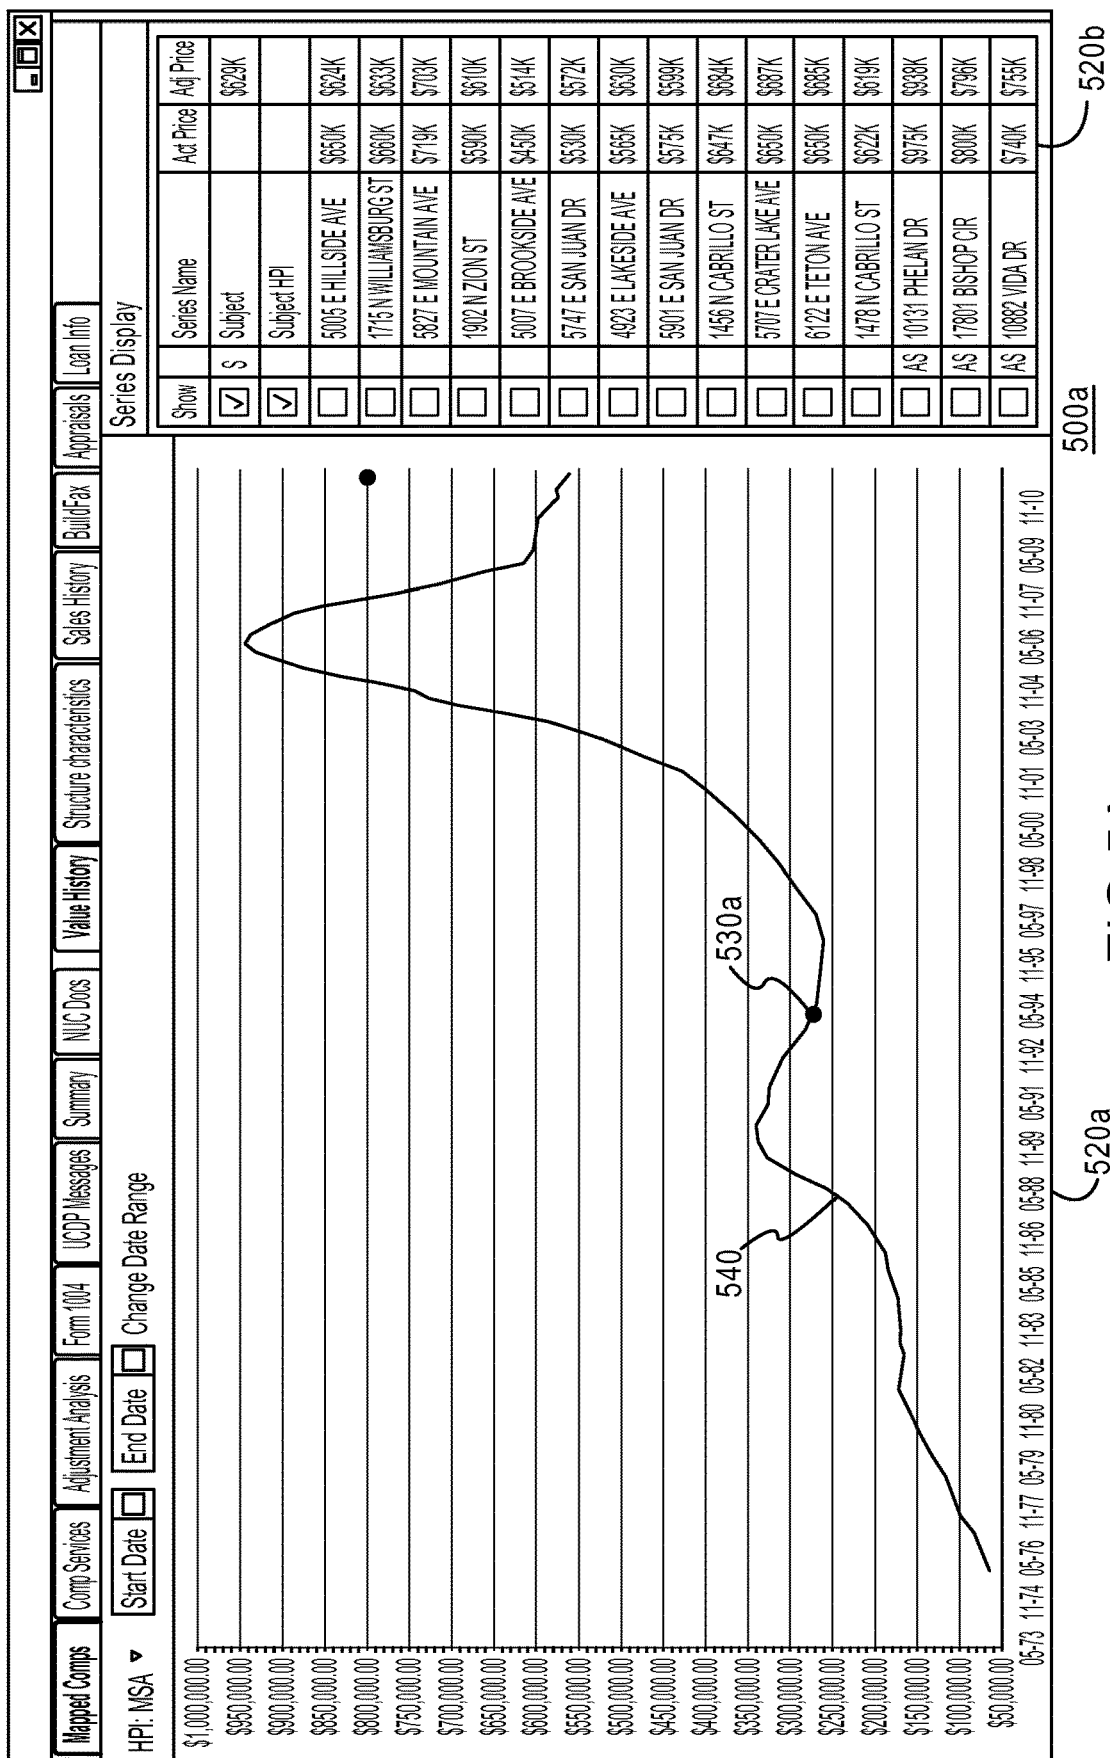 Mapped Comps Comp Services Adjustment Analysis Form 1004 UCDP Messages Summary NUC Docs Value History Structure characteristics Sales History BuildFax Appraisals Loan Info
HPI: MSA Start Date End Date Change Date Range
$1,000,000.00
$950,000.00
$900,000.00
$850,000.00
$800,000.00
$750,000.00
$700,000.00
$650,000.00
$600,000.00
$550,000.00
$500,000.00
$450,000.00
$400,000.00
$350,000.00
$300,000.00
$250,000.00
$200,000.00
$150,000.00
$100,000.00
$50,000.00
05-73 11-74 05-76 11-77 05-79 11-80 05-82 11-83 05-85 11-86 05-88 11-89 05-91 11-92 05-94 11-95 05-97 11-98 05-00 11-01 05-03 11-04 05-06 11-07 05-09 11-10
540
530a
520a
Series Display
Show Series Name Act Price Adj Price
S Subject $629K
Subject HPI
5005 E HILLSIDE AVE $650K $624K
1715 N WILLIAMSBURG ST $660K $633K
5827 E MOUNTAIN AVE $719K $703K
1902 N ZION ST $590K $610K
5007 E BROOKSIDE AVE $450K $514K
5747 E SAN JUAN DR $530K $572K
4923 E LAKESIDE AVE $565K $630K
5901 E SAN JUAN DR $575K $599K
1456 N CABRILLO ST $647K $684K
5707 E CRATER LAKE AVE $650K $687K
6122 E TETON AVE $650K $685K
1478 N CABRILLO ST $622K $619K
AS 10131 PHELAN DR $975K $938K
AS 17801 BISHOP CIR $800K $796K
AS 10882 VIDA DR $740K $755K
500a
520b